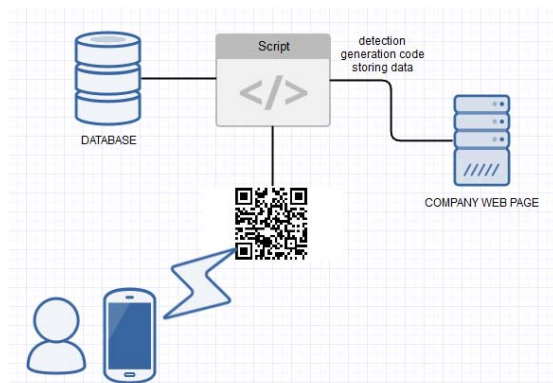 Script
</>
detection
generation code
storing data
DATABASE
COMPANY WEB PAGE